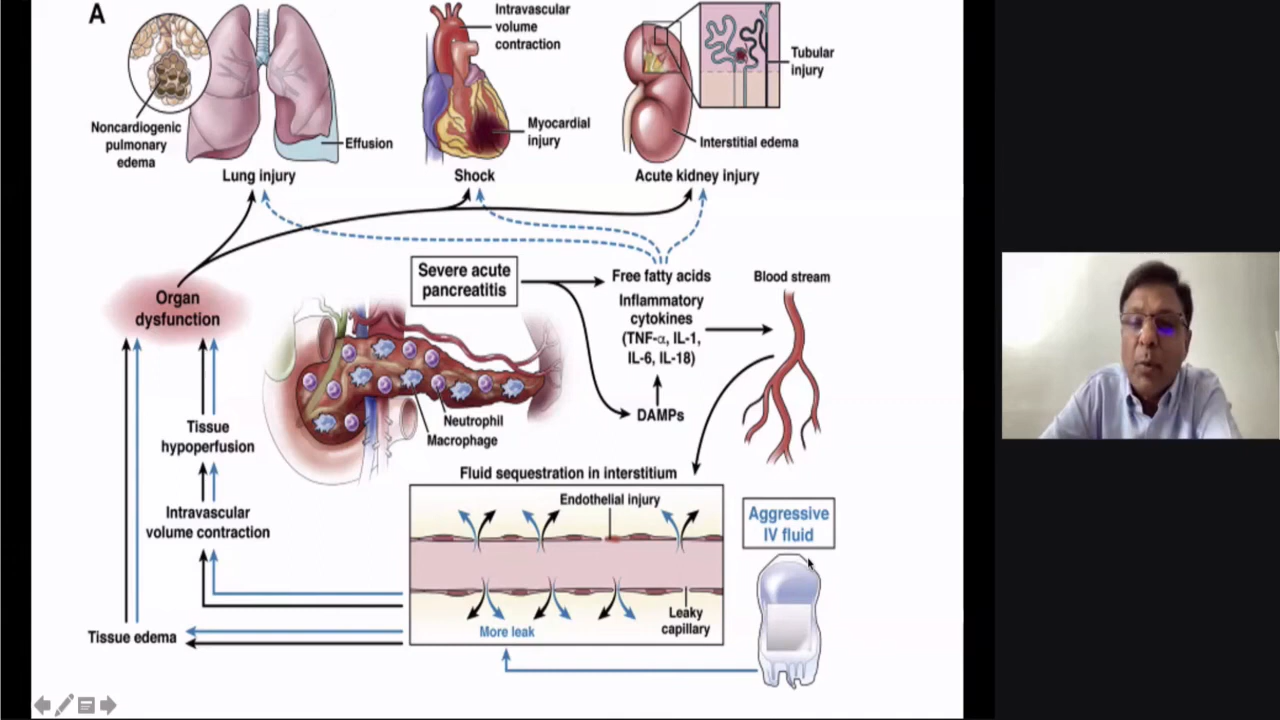 A
Intravascular
volume
contraction
Tubular
injury
Noncardiogenic
pulmonary
edema
Effusion
Myocardial
injury
Interstitial edema
Lung injury
Shock
Acute kidney injury
Severe acute
pancreatitis
Free fatty acids
Inflammatory
cytokines
(TNF-α, IL-1,
IL-6, IL-18)
Blood stream
Organ
dysfunction
DAMPs
Neutrophil
Macrophage
Tissue
hypoperfusion
Fluid sequestration in interstitium
Endothelial injury
Intravascular
volume contraction
Aggressive
IV fluid
Leaky
capillary
More leak
Tissue edema